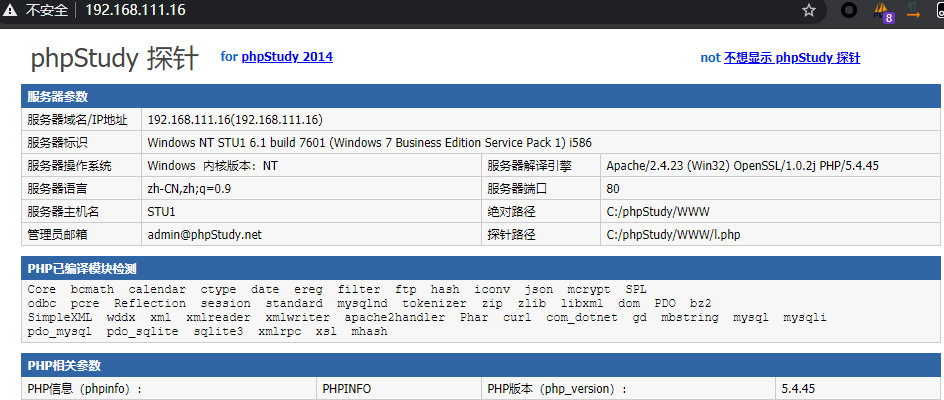 不安全 192.168.111.16
8
phpStudy 探针 for phpStudy 2014 not 不想显示 phpStudy 探针
服务器参数
服务器域名/IP地址 192.168.111.16(192.168.111.16)
服务器标识 Windows NT STU1 6.1 build 7601 (Windows 7 Business Edition Service Pack 1) i586
服务器操作系统 Windows 内核版本：NT 服务器解译引擎 Apache/2.4.23 (Win32) OpenSSL/1.0.2j PHP/5.4.45
服务器语言 zh-CN,zh;q=0.9 服务器端口 80
服务器主机名 STU1 绝对路径 C:/phpStudy/WWW
管理员邮箱 admin@phpStudy.net 探针路径 C:/phpStudy/WWW/l.php
PHP已编译模块检测
Core bcmath calendar ctype date ereg filter ftp hash iconv json mcrypt SPL
odbc pcre Reflection session standard mysqlnd tokenizer zip zlib libxml dom PDO bz2
SimpleXML wddx xml xmlreader xmlwriter apache2handler Phar curl com_dotnet gd mbstring mysql mysqli
pdo_mysql pdo_sqlite sqlite3 xmlrpc xsl mhash
PHP相关参数
PHP信息（phpinfo）： PHPINFO PHP版本（php_version）： 5.4.45